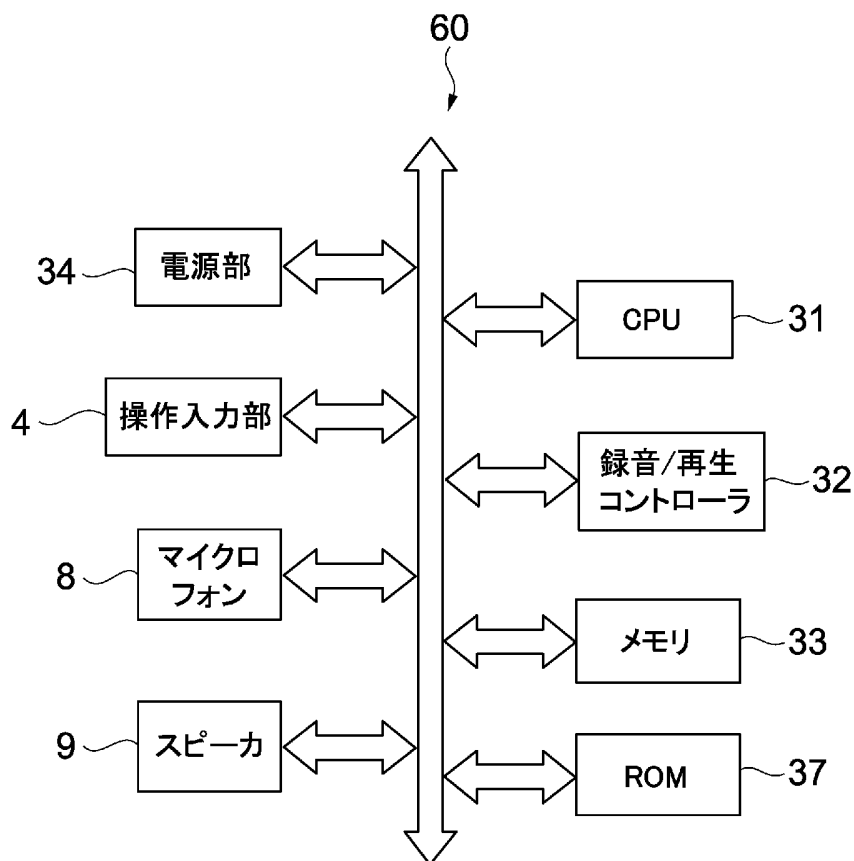 60
34
電源部
CPU
31
4
操作入力部
録音/再生
コントローラ
32
8
マイクロ
フォン
メモリ
33
9
スピーカ
ROM
37